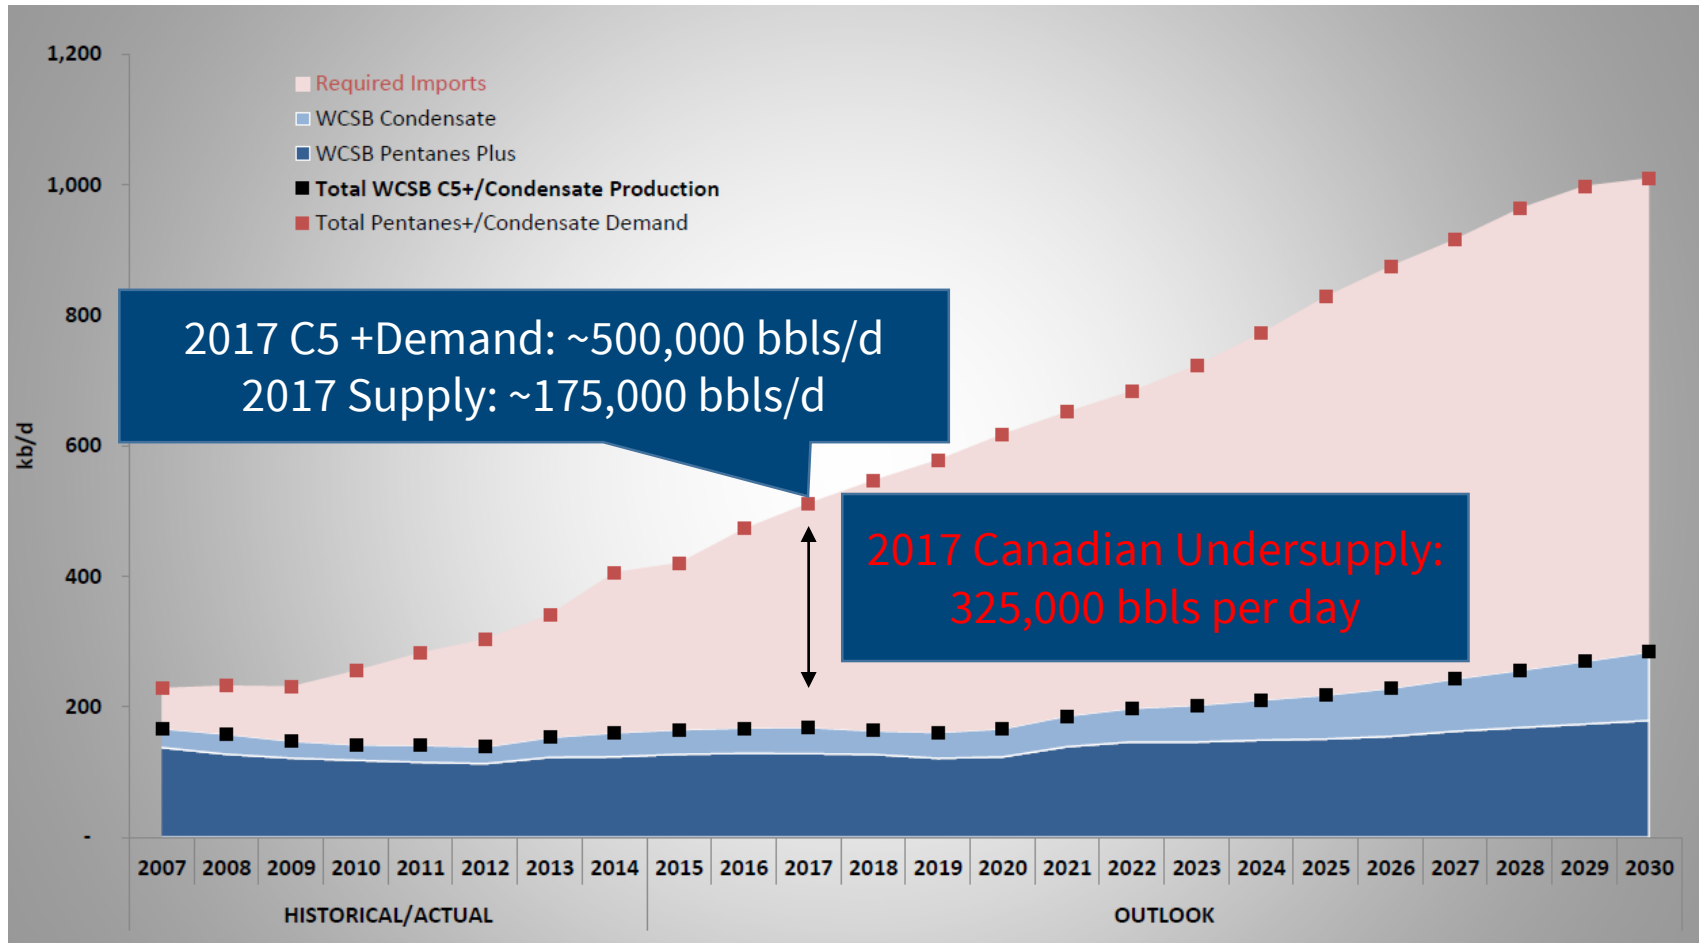 1,200
Required Imports
WCSB Condensate
WCSB Pentanes Plus
1,000
Total WCSB C5+/Condensate Production
Total Pentanes+/Condensate Demand
800
2017 C5 +Demand: ~500,000 bbls/d
2017 Supply: ~175,000 bbls/d
kb/d
600
2017 Canadian Undersupply:
325,000 bbls per day
400
200
-
2007 2008 2009 2010 2011 2012 2013 2014 2015 2016 2017 2018 2019 2020 2021 2022 2023 2024 2025 2026 2027 2028 2029 2030
HISTORICAL/ACTUAL OUTLOOK